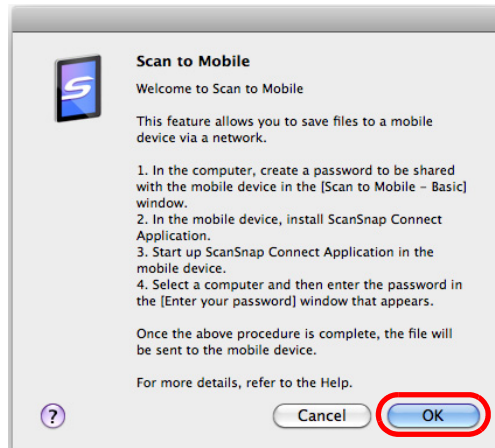 Scan to Mobile
Welcome to Scan to Mobile
This feature allows you to save files to a mobile
device via a network.
1. In the computer, create a password to be shared
with the mobile device in the [Scan to Mobile – Basic]
window.
2. In the mobile device, install ScanSnap Connect
Application.
3. Start up ScanSnap Connect Application in the
mobile device.
4. Select a computer and then enter the password in
the [Enter your password] window that appears.
Once the above procedure is complete, the file will
be sent to the mobile device.
For more details, refer to the Help.
? Cancel OK